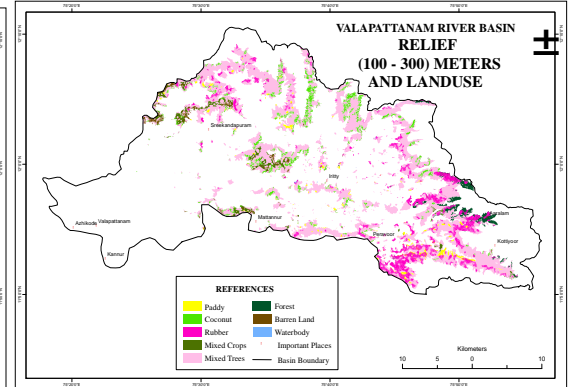 VALAPATTANAM RIVER BASIN
RELIEF
(100 - 300) METERS
AND LANDUSE
Sreekandapuram
Iritty
Mattannur
Valapattanam
Azhikode
Kannur
Peravoor
Kottiyoor
REFERENCES
Paddy
Coconut
Rubber
Mixed Crops
Mixed Trees
Forest
Barren Land
Waterbody
Important Places
Basin Boundary
Kilometers
10 5 0 10